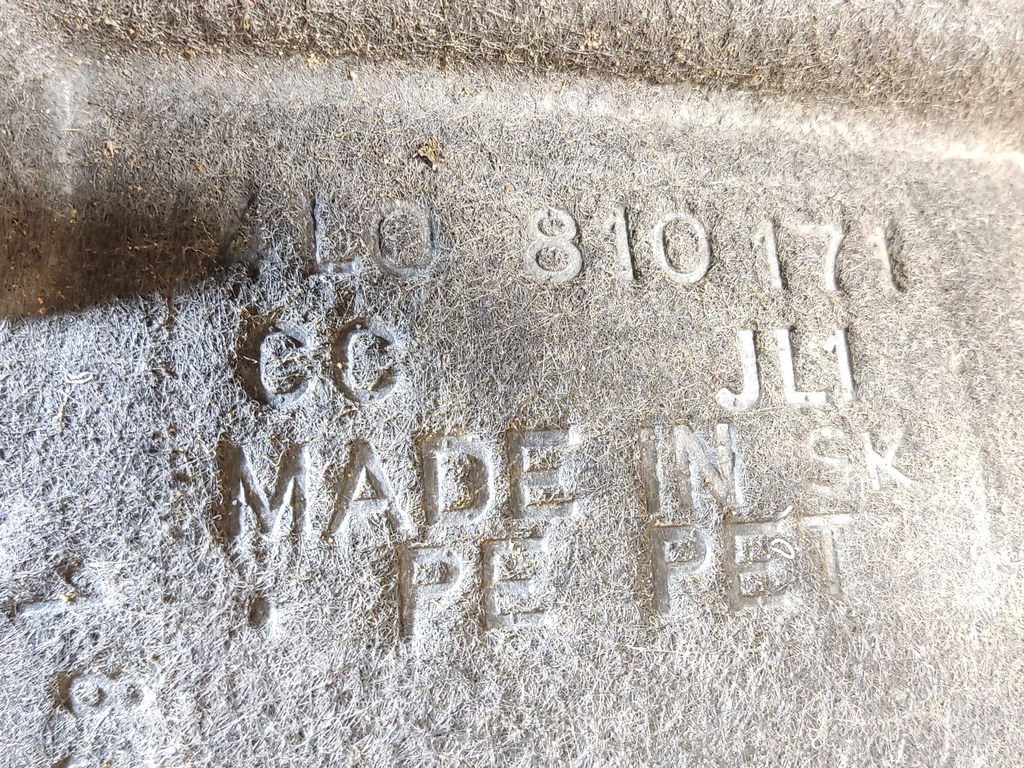 4L0 810 171
CC JL1
MADE IN SK
PE PET